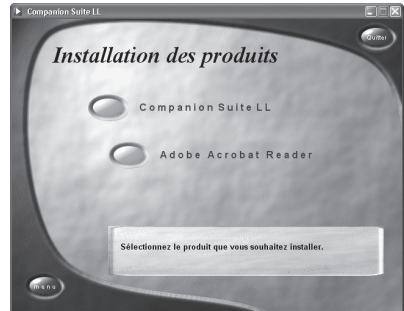 Companion Suite LL
Quitter
Installation des produits
Companion Suite LL
Adobe Acrobat Reader
Sélectionnez le produit que vous souhaitez installer.
menu